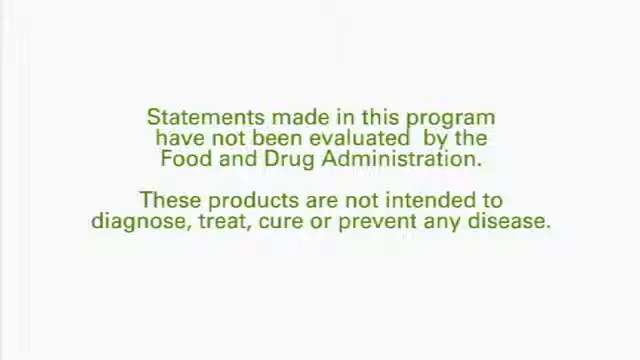 Statements made in this program
have not been evaluated by the
Food and Drug Administration.
These products are not intended to
diagnose, treat, cure or prevent any disease.